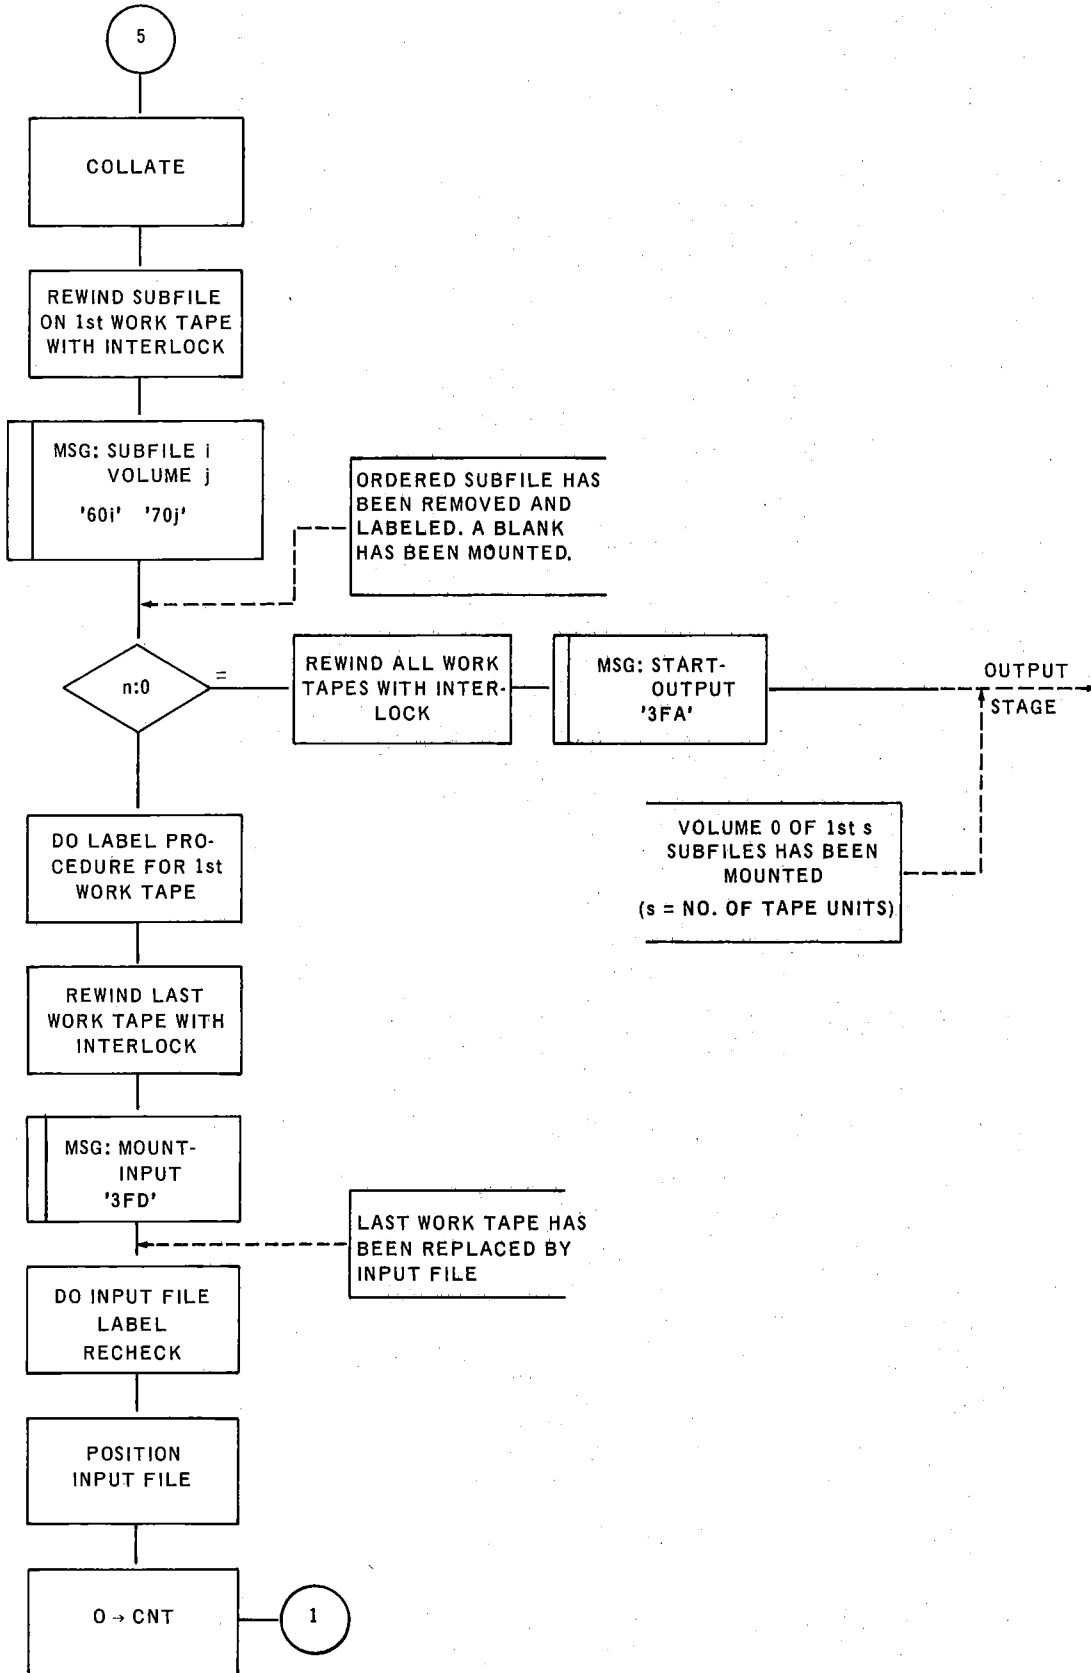 5
COLLATE
REWIND SUBFILE
ON 1st WORK TAPE
WITH INTERLOCK
MSG: SUBFILE i
VOLUME j
'60i' '70j'
ORDERED SUBFILE HAS
BEEN REMOVED AND
LABELED. A BLANK
HAS BEEN MOUNTED.
n:0
=
REWIND ALL WORK
TAPES WITH INTER-
LOCK
MSG: START-
OUTPUT
'3FA'
OUTPUT
STAGE
VOLUME 0 OF 1st s
SUBFILES HAS BEEN
MOUNTED
(s = NO. OF TAPE UNITS)
DO LABEL PRO-
CEDURE FOR 1st
WORK TAPE
REWIND LAST
WORK TAPE WITH
INTERLOCK
MSG: MOUNT-
INPUT
'3FD'
LAST WORK TAPE HAS
BEEN REPLACED BY
INPUT FILE
DO INPUT FILE
LABEL
RECHECK
POSITION
INPUT FILE
0 → CNT
1